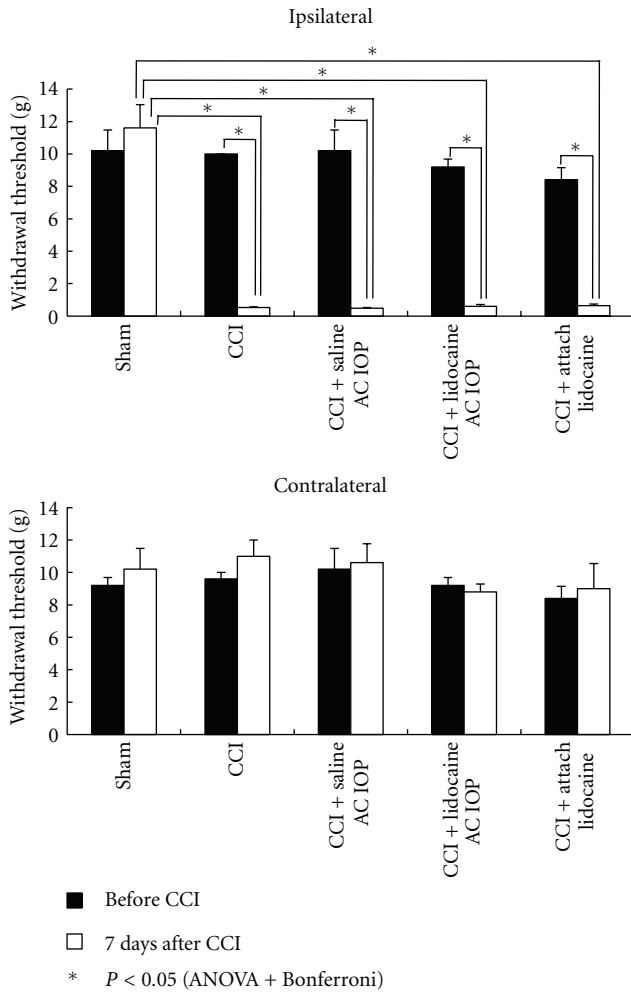 Ipsilateral
Withdrawal threshold (g)
14
12
10
8
6
4
2
0
*
*
*
*
*
*
*
*
Sham
CCI
CCI + saline
AC IOP
CCI + lidocaine
AC IOP
CCI + attach
lidocaine
Contralateral
Withdrawal threshold (g)
14
12
10
8
6
4
2
0
Sham
CCI
CCI + saline
AC IOP
CCI + lidocaine
AC IOP
CCI + attach
lidocaine
Before CCI
7 days after CCI
* P < 0.05 (ANOVA + Bonferroni)